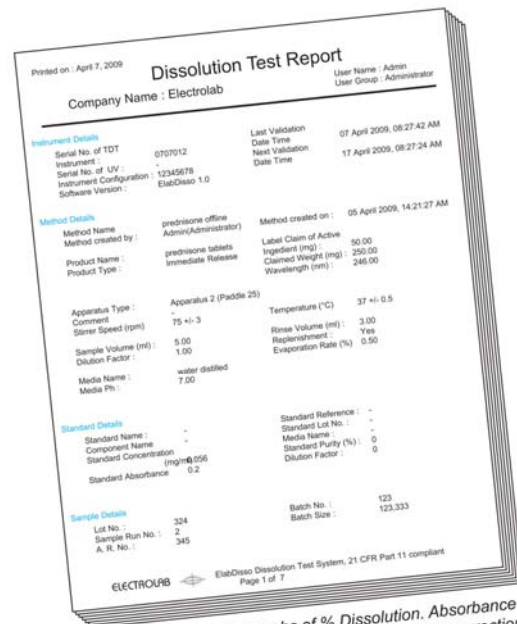 Printed on : April 7, 2009
Dissolution Test Report
Company Name : Electrolab
User Name : Admin
User Group : Administrator
Instrument Details
Serial No. of TDT
Instrument : 0707012
Serial No. of UV : -
Instrument Configuration : 12345678
Software Version : ElabDisso 1.0
Last Validation
Date Time 07 April 2009, 08:27:42 AM
Next Validation
Date Time 17 April 2009, 08:27:24 AM
Method Details
Method Name prednisone offline
Method created by : Admin(Administrator)
Method created on : 05 April 2009, 14:21:27 AM
Product Name : prednisone tablets
Product Type : Immediate Release
Label Claim of Active
Ingedient (mg) : 50.00
Claimed Weight (mg) : 250.00
Wavelength (nm) : 246.00
Apparatus Type : Apparatus 2 (Paddle 25)
Comment -
Stirrer Speed (rpm) 75 +/- 3
Temperature (°C) 37 +/- 0.5
Sample Volume (ml) : 5.00
Dilution Factor : 1.00
Rinse Volume (ml) : 3.00
Replenishment : Yes
Evaporation Rate (%) 0.50
Media Name : water distilled
Media Ph : 7.00
Standard Details
Standard Name : -
Component Name -
Standard Concentration
(mg/ml) 0.056
Standard Absorbance 0.2
Standard Reference : -
Standard Lot No. : -
Media Name : -
Standard Purity (%) : 0
Dilution Factor : 0
Sample Details
Lot No. : 324
Sample Run No. : 2
A. R. No. : 345
Batch No. : 123
Batch Size : 123,333
ELECTROLAB
ElabDisso Dissolution Test System, 21 CFR Part 11 compliant
Page 1 of 7
of % Dissolution. Absorbance